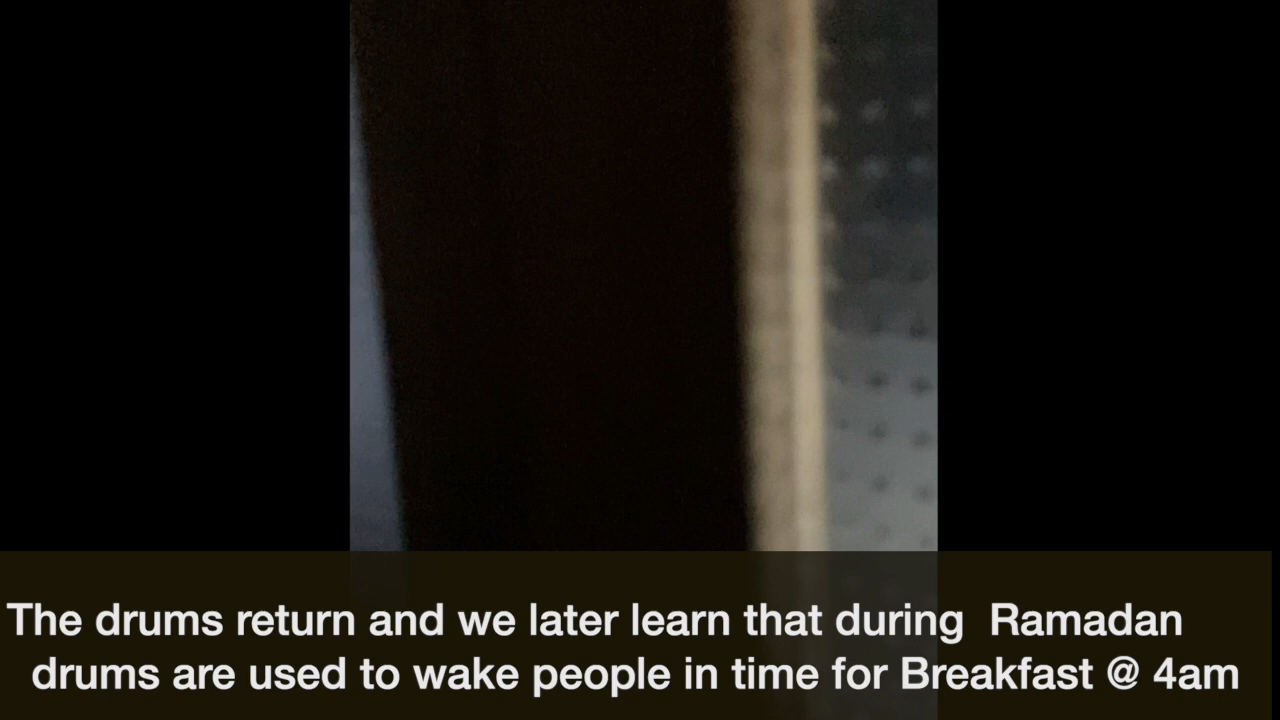 The drums return and we later learn that during  Ramadan
drums are used to wake people in time for Breakfast @ 4am